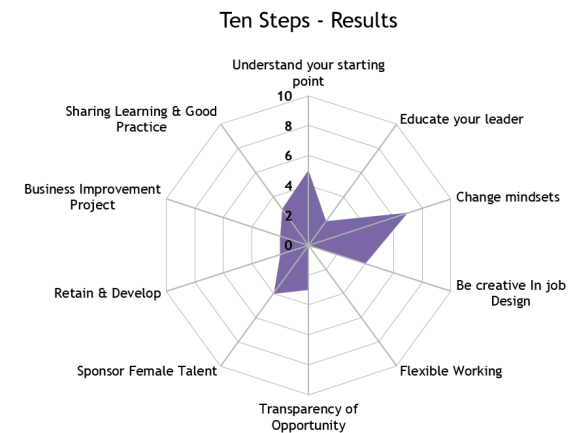 Ten Steps - Results
Understand your starting
point
Educate your leader
Change mindsets
Be creative In job
Design
Flexible Working
Transparency of
Opportunity
Sponsor Female Talent
Retain & Develop
Business Improvement
Project
Sharing Learning & Good
Practice
10
8
6
4
2
0